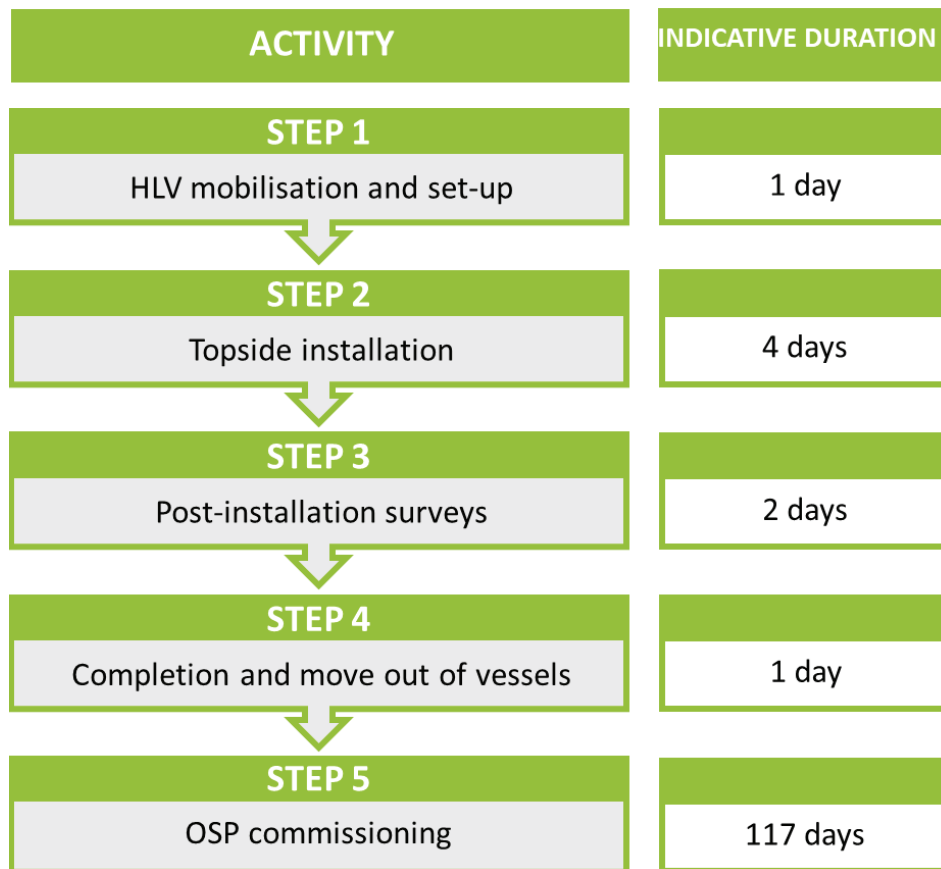 ACTIVITY
INDICATIVE DURATION
STEP 1
HLV mobilisation and set-up
1 day
STEP 2
Topside installation
4 days
STEP 3
Post-installation surveys
2 days
STEP 4
Completion and move out of vessels
1 day
STEP 5
OSP commissioning
117 days